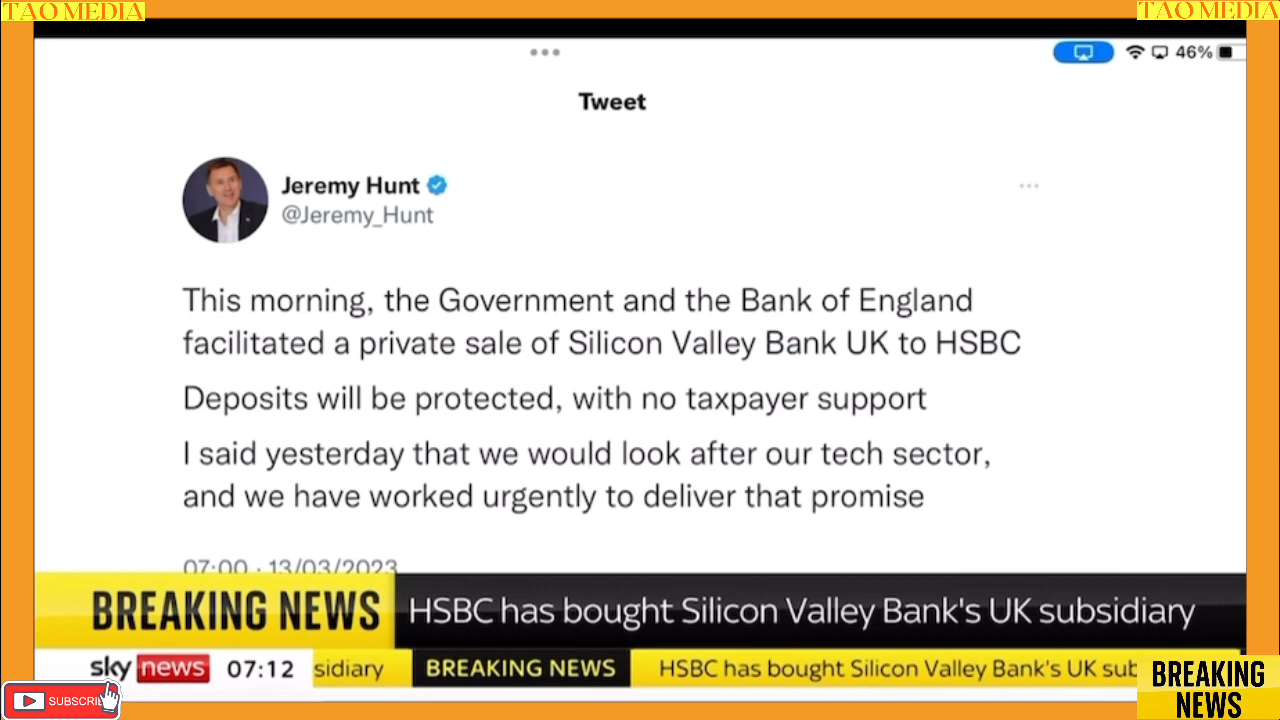 TAO MEDIA
TAO MEDIA
46%
Tweet
Jeremy Hunt
@Jeremy_Hunt
This morning, the Government and the Bank of England
facilitated a private sale of Silicon Valley Bank UK to HSBC
Deposits will be protected, with no taxpayer support
I said yesterday that we would look after our tech sector,
and we have worked urgently to deliver that promise
07:00 · 13/03/2023
BREAKING NEWS
HSBC has bought Silicon Valley Bank's UK subsidiary
sky news 07:12 sidiary BREAKING NEWS HSBC has bought Silicon Valley Bank's UK sub
BREAKING
NEWS
SUBSCRIBE